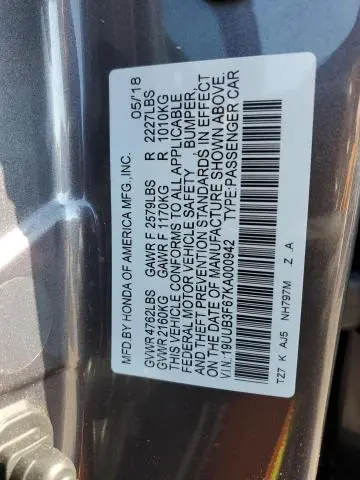 MFD.BY HONDA OF AMERICA MFG.,INC. 05/'18
GVWR 4762LBS GAWR F 2579LBS R 2227LBS
GVWR 2160KG GAWR F 1170KG R 1010KG
THIS VEHICLE CONFORMS TO ALL APPLICABLE
FEDERAL MOTOR VEHICLE SAFETY BUMPER,
AND THEFT PREVENTION STANDARDS IN EFFECT
ON THE DATE OF MANUFACTURE SHOWN ABOVE.
V.I.N:19UUB3F87KA000942 TYPE:PASSENGER CAR
TZ7 K AJ5 NH797M Z .A